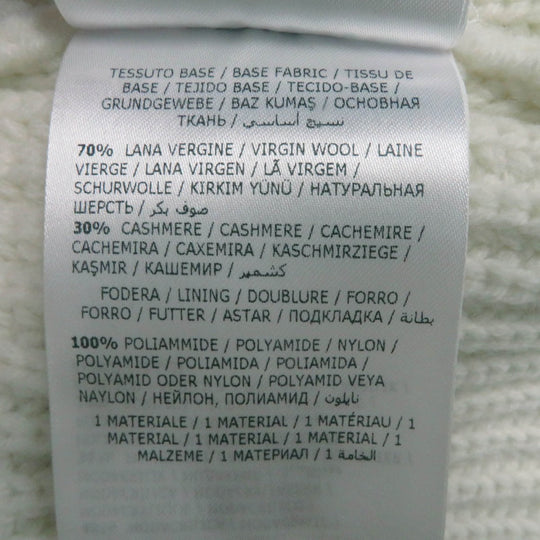 TESSUTO BASE / BASE FABRIC / TISSU DE
BASE / TEJIDO BASE / TECIDO-BASE /
GRUNDGEWEBE / BAZ KUMAŞ / ОСНОВНАЯ
ТКАНЬ / نسيج أساسي
70% LANA VERGINE / VIRGIN WOOL / LAINE
VIERGE / LANA VIRGEN / LÃ VIRGEM /
SCHURWOLLE / KIRKIM YÜNÜ / НАТУРАЛЬНАЯ
ШЕРСТЬ / صوف بكر
30% CASHMERE / CASHMERE / CACHEMIRE /
CACHEMIRA / CAXEMIRA / KASCHMIRZIEGE /
KAŞMIR / КАШЕМИР / كشمير
FODERA / LINING / DOUBLURE / FORRO /
FORRO / FUTTER / ASTAR / ПОДКЛАДКА / بطانة
100% POLIAMMIDE / POLYAMIDE / NYLON /
POLYAMIDE / POLIAMIDA / POLIAMIDA /
POLYAMID ODER NYLON / POLYAMID VEYA
NAYLON / НЕЙЛОН, ПОЛИАМИД / نايلون
1 MATERIALE / 1 MATERIAL / 1 MATÉRIAU / 1
MATERIAL / 1 MATERIAL / 1 MATERIAL / 1
MALZEME / 1 МАТЕРИАЛ / 1 الخامة